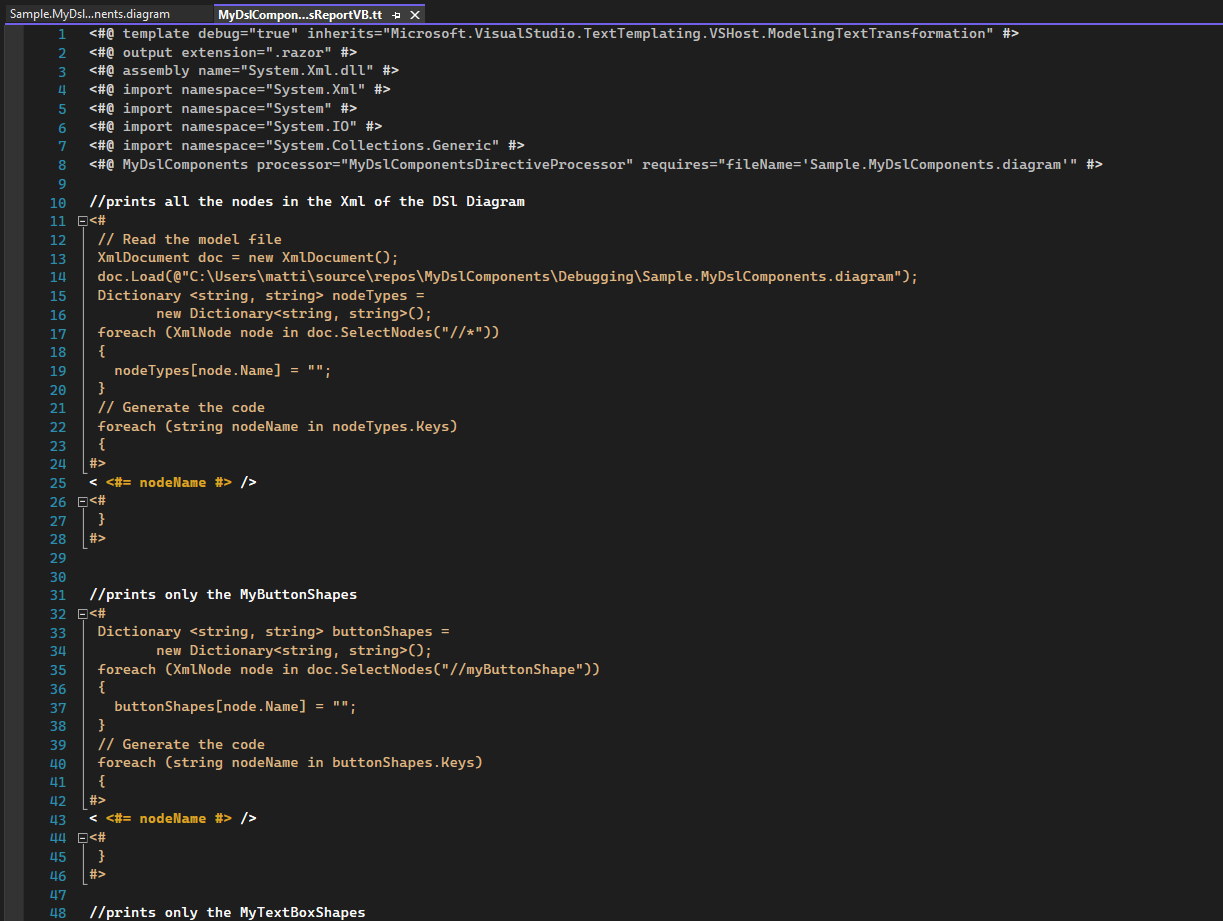 Sample.MyDsl...nents.diagram
MyDslCompon...sReportVB.tt
1 <#@ template debug="true" inherits="Microsoft.VisualStudio.TextTemplating.VSHost.ModelingTextTransformation" #>
2 <#@ output extension=".razor" #>
3 <#@ assembly name="System.Xml.dll" #>
4 <#@ import namespace="System.Xml" #>
5 <#@ import namespace="System" #>
6 <#@ import namespace="System.IO" #>
7 <#@ import namespace="System.Collections.Generic" #>
8 <#@ MyDslComponents processor="MyDslComponentsDirectiveProcessor" requires="fileName='Sample.MyDslComponents.diagram'" #>
9
10 //prints all the nodes in the Xml of the DSl Diagram
11 <#
12 // Read the model file
13 XmlDocument doc = new XmlDocument();
14 doc.Load(@"C:\Users\matti\source\repos\MyDslComponents\Debugging\Sample.MyDslComponents.diagram");
15 Dictionary <string, string> nodeTypes =
16 new Dictionary<string, string>();
17 foreach (XmlNode node in doc.SelectNodes("//*"))
18 {
19 nodeTypes[node.Name] = "";
20 }
21 // Generate the code
22 foreach (string nodeName in nodeTypes.Keys)
23 {
24 #>
25 < <#= nodeName #> />
26 <#
27 }
28 #>
29
30
31 //prints only the MyButtonShapes
32 <#
33 Dictionary <string, string> buttonShapes =
34 new Dictionary<string, string>();
35 foreach (XmlNode node in doc.SelectNodes("//myButtonShape"))
36 {
37 buttonShapes[node.Name] = "";
38 }
39 // Generate the code
40 foreach (string nodeName in buttonShapes.Keys)
41 {
42 #>
43 < <#= nodeName #> />
44 <#
45 }
46 #>
47
48 //prints only the MyTextBoxShapes